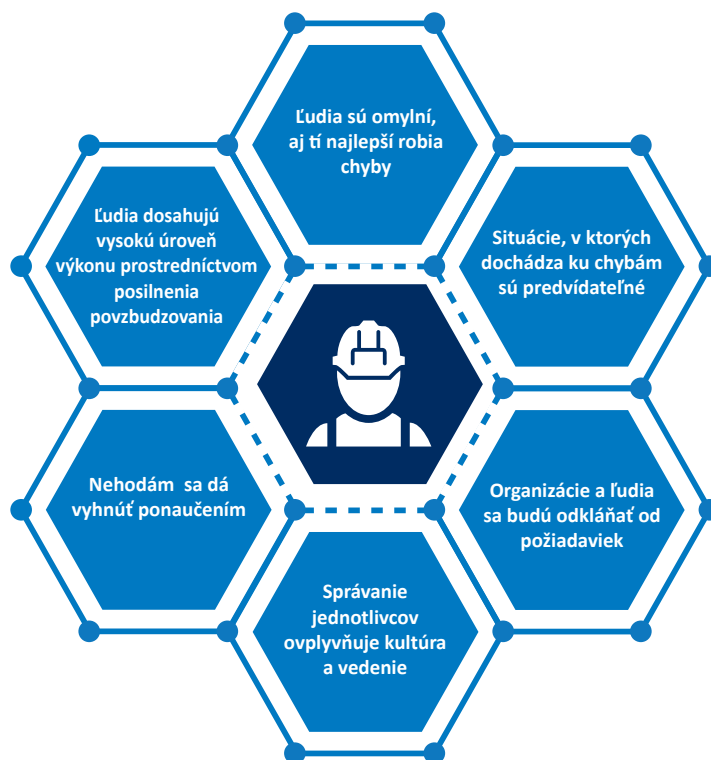 Ľudia sú omylní,
aj tí najlepší robia
chyby
Situácie, v ktorých
dochádza ku chybám
sú predvídateľné
Organizácie a ľudia
sa budú odkláňať od
požiadaviek
Správanie
jednotlivcov
ovplyvňuje kultúra
a vedenie
Nehodám  sa dá
vyhnúť ponaučením
Ľudia dosahujú
vysokú úroveň
výkonu prostredníctvom
posilnenia
povzbudzovania